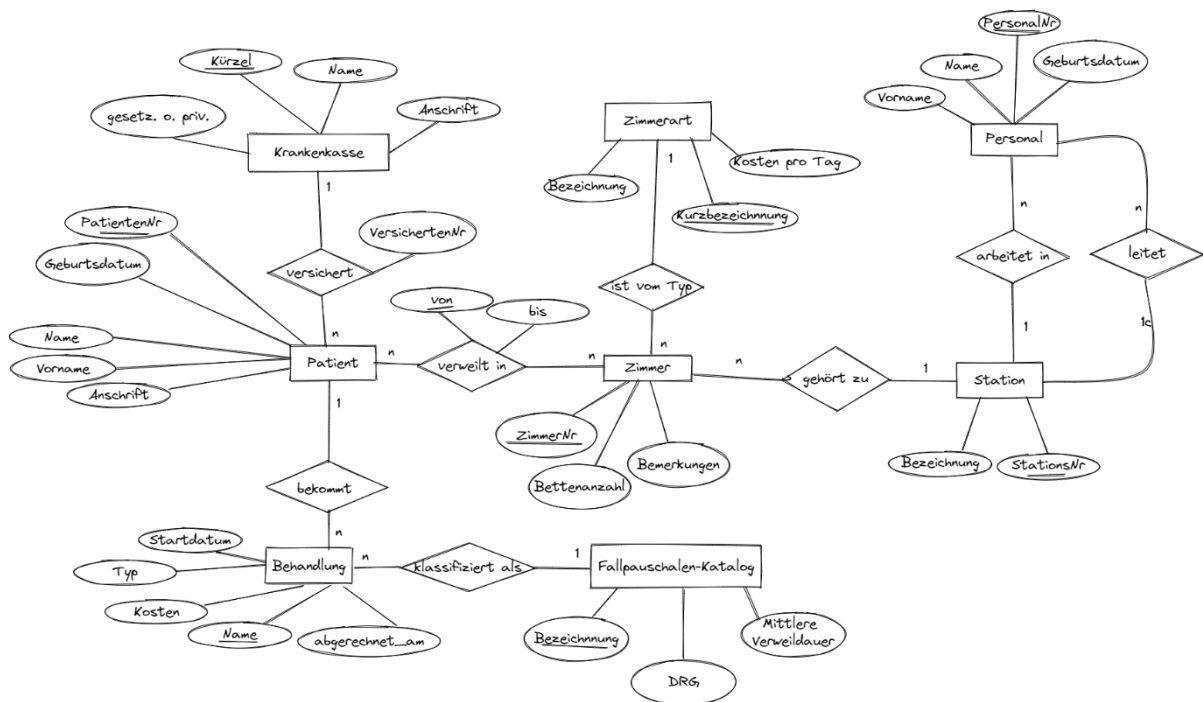 PersonalNr
Kürzel
Name
Name
Geburtsdatum
gesetz. o. priv.
Anschrift
Vorname
Zimmerart
Personal
Krankenkasse
Kosten pro Tag
1
1
Bezeichnung
n
n
PatientenNr
VersichertenNr
Kurzbezeichnnung
Geburtsdatum
versichert
arbeitet in
leitet
von
bis
ist vom Typ
Name
n
n
1
1c
Patient
n
verweilt in
n
Zimmer
n
gehört zu
1
Station
Vorname
Anschrift
1
ZimmerNr
Bemerkungen
Bezeichnung
StationsNr
bekommt
Bettenanzahl
n
Startdatum
n
1
Behandlung
klassifiziert als
Fallpauschalen-Katalog
Typ
Kosten
Name
abgerechnet_am
Bezeichnnung
Mittlere
Verweildauer
DRG